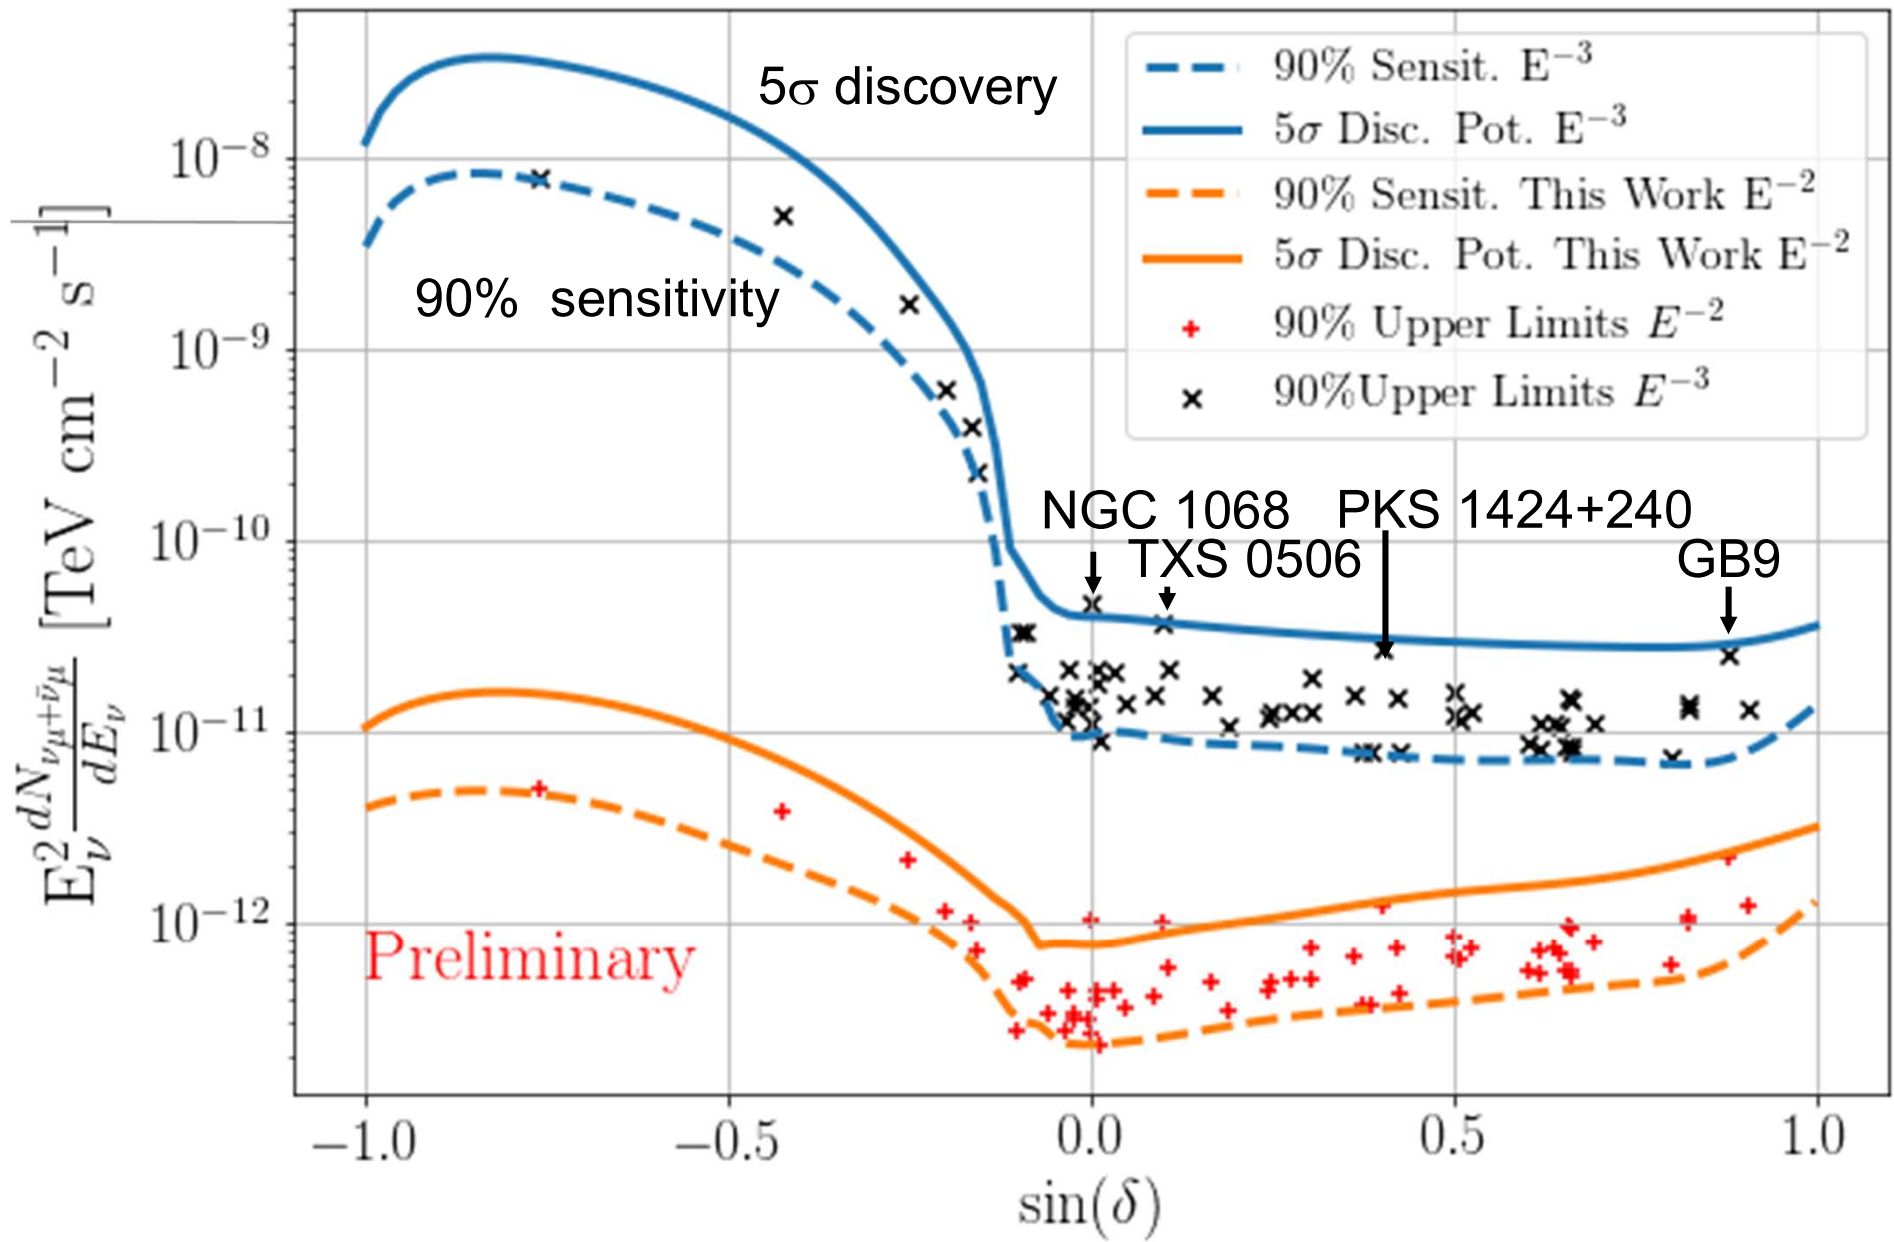 5σ discovery
90% Sensit. E⁻³
5σ Disc. Pot. E⁻³
90% Sensit. This Work E⁻²
5σ Disc. Pot. This Work E⁻²
90% Upper Limits E⁻²
90%Upper Limits E⁻³
90% sensitivity
NGC 1068
PKS 1424+240
TXS 0506
GB9
Preliminary
10⁻⁸
10⁻⁹
10⁻¹⁰
10⁻¹¹
10⁻¹²
E²ᵥ dN_{ν_μ+ν̄_μ}/dE_ν [TeV cm⁻² s⁻¹]
−1.0
−0.5
0.0
0.5
1.0
sin(δ)